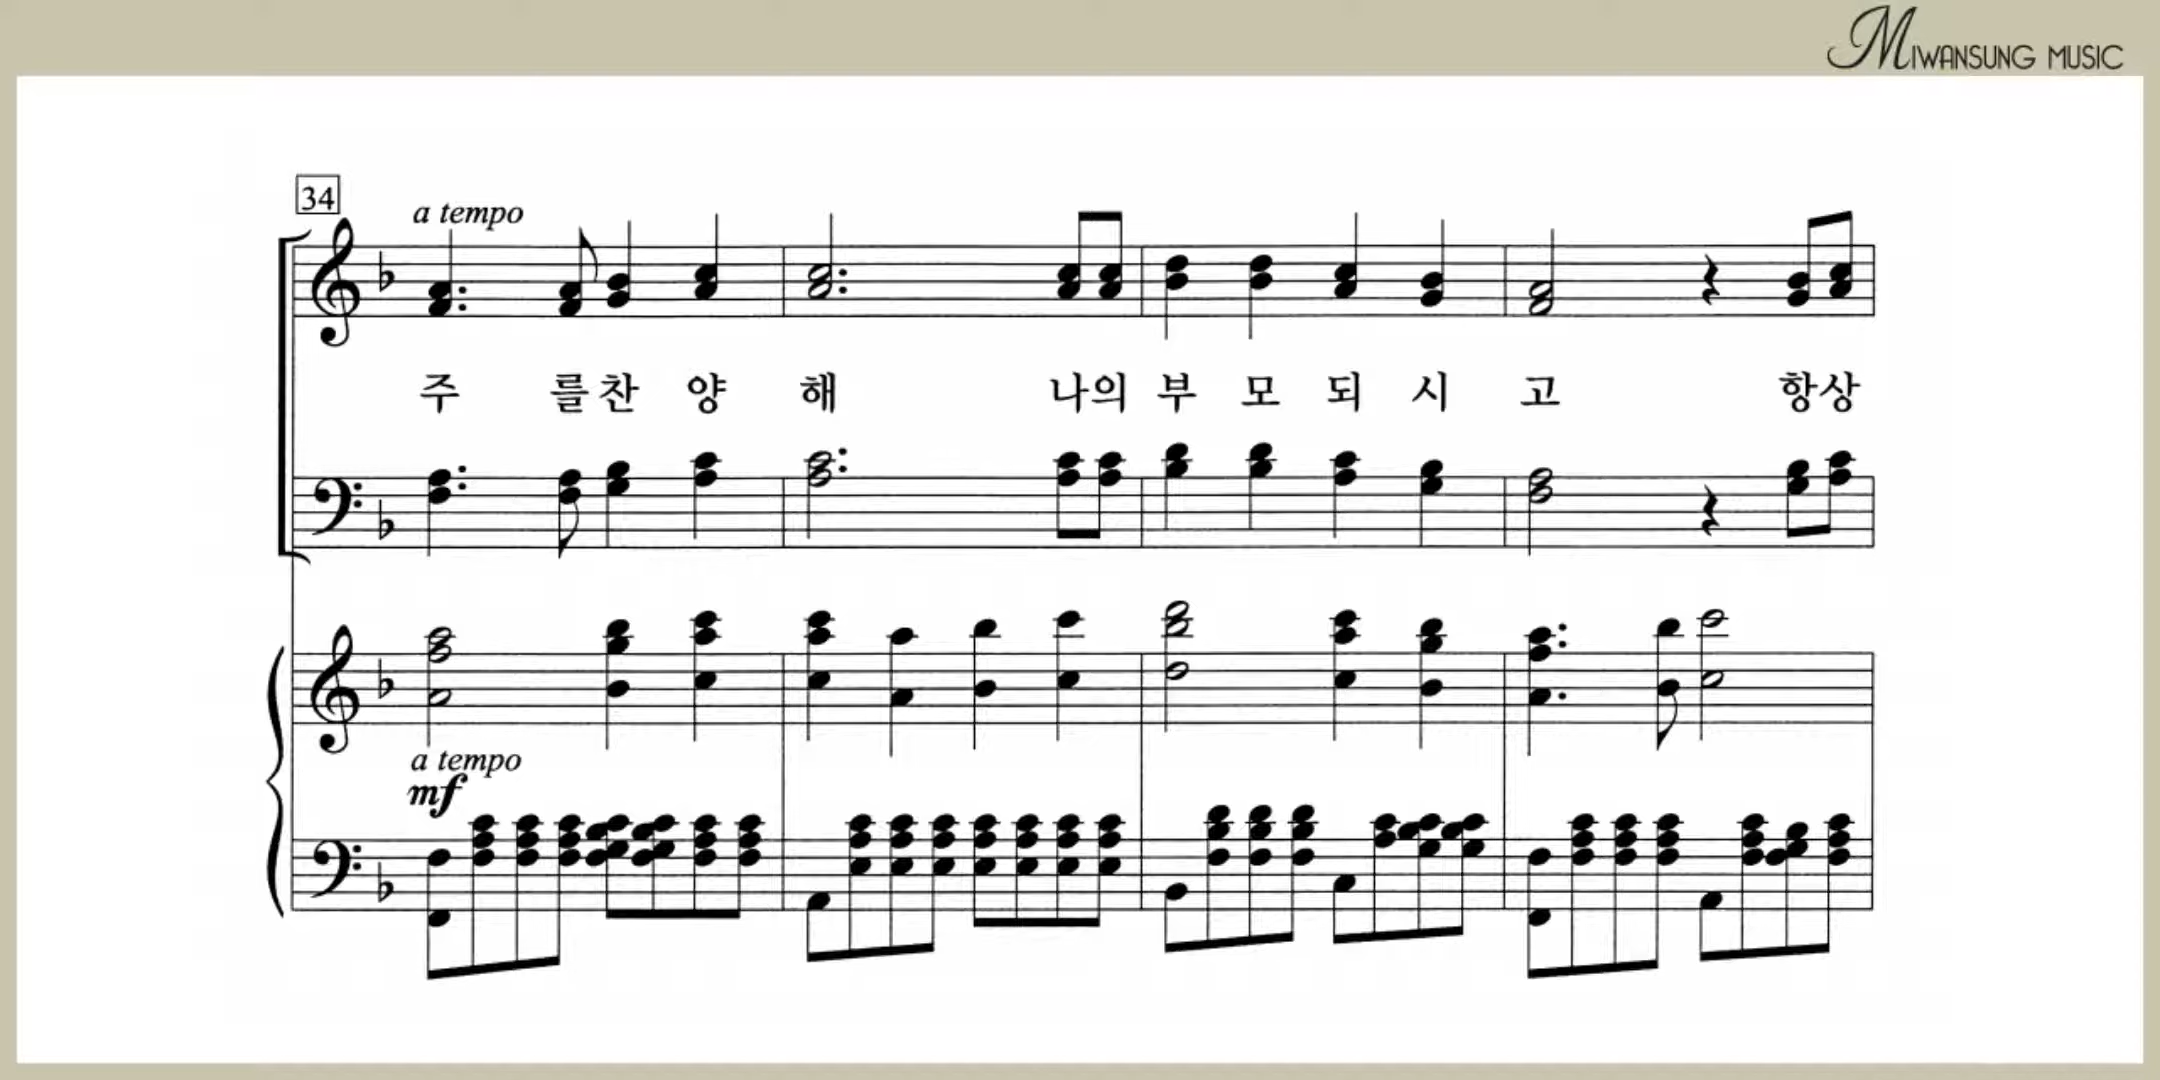 MIWANSUNG MUSIC
34
a tempo
주 를 찬 양 해 나의 부 모 되 시 고 항상
a tempo
mf